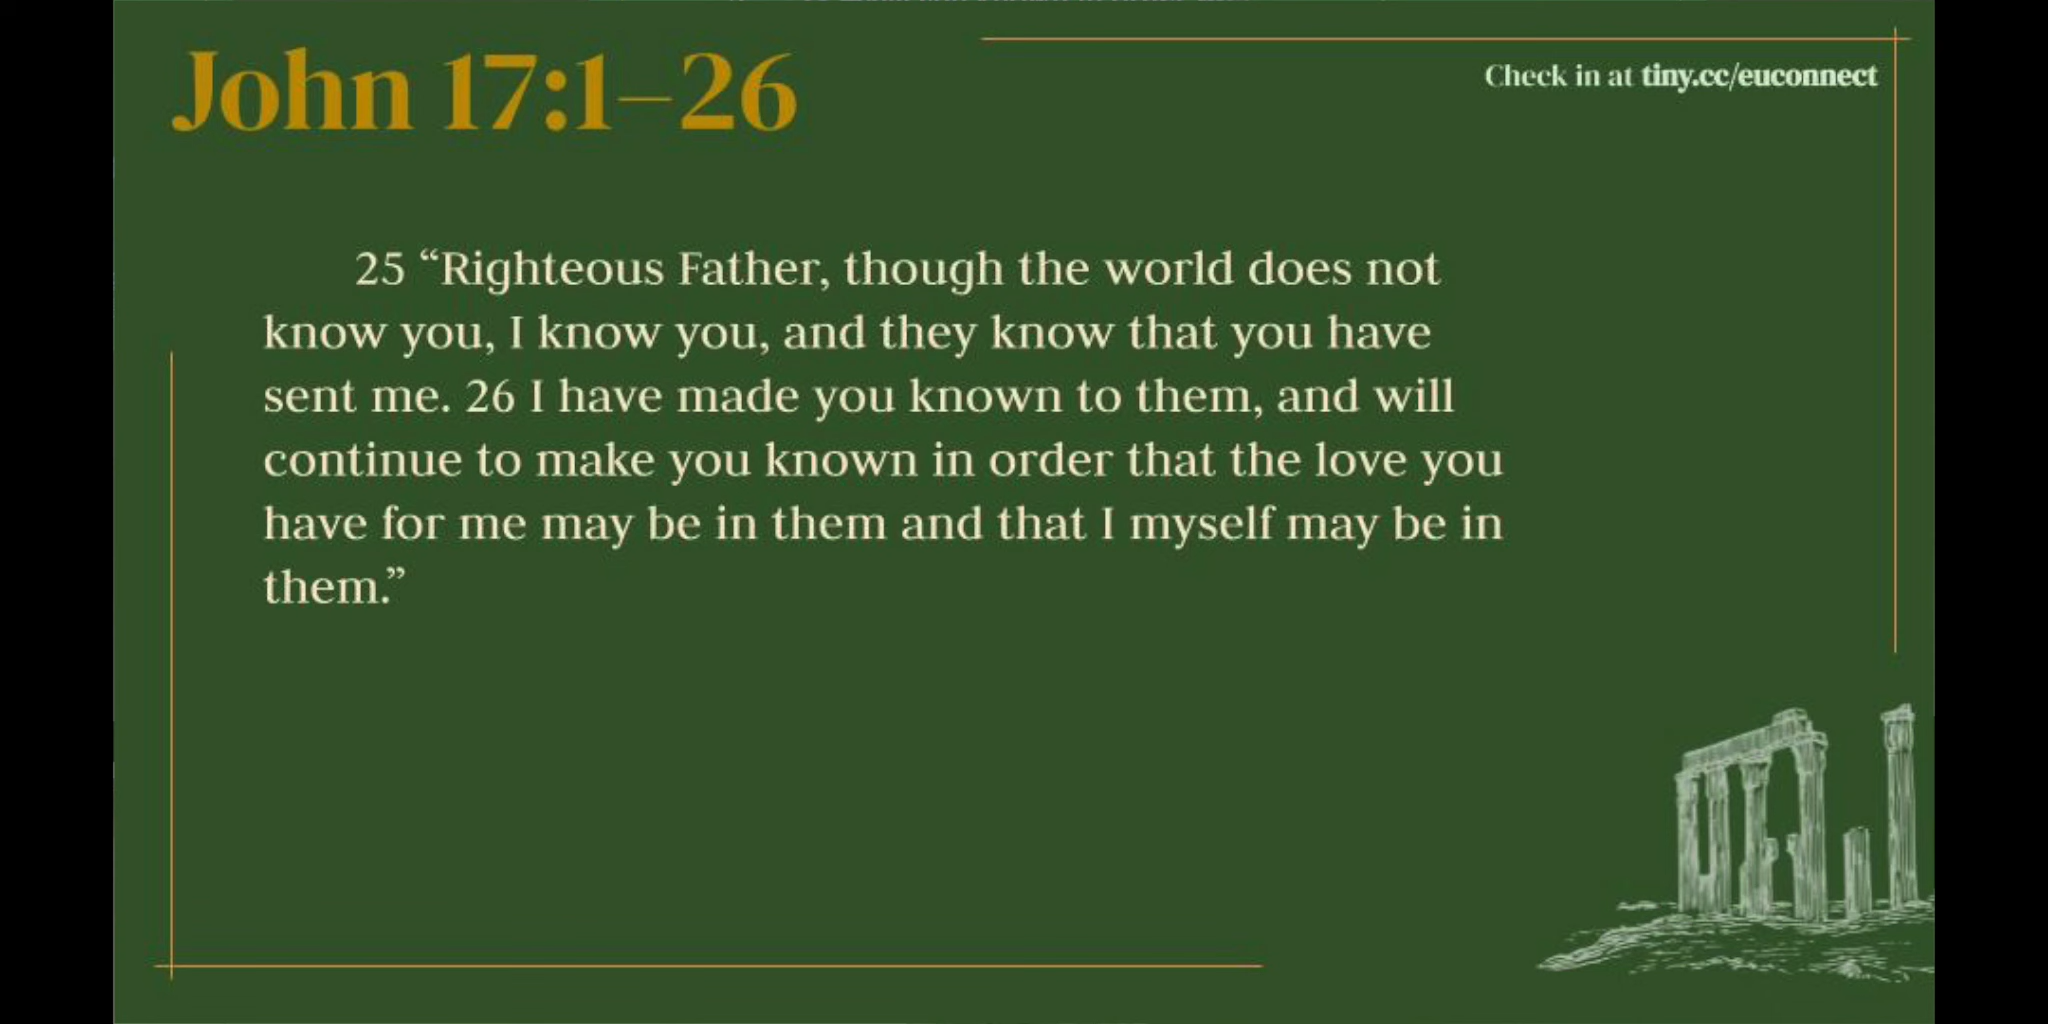 John 17:1–26
Check in at tiny.cc/euconnect
25 “Righteous Father, though the world does not
know you, I know you, and they know that you have
sent me. 26 I have made you known to them, and will
continue to make you known in order that the love you
have for me may be in them and that I myself may be in
them.”